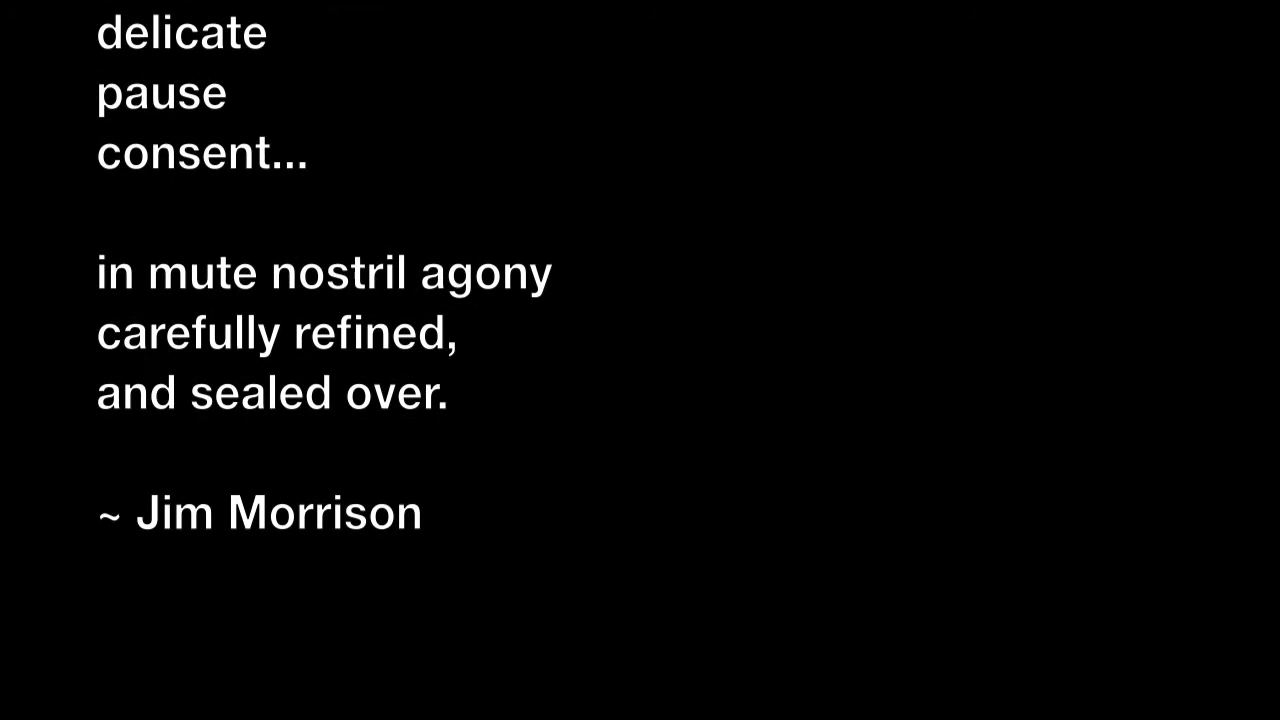 delicate
pause
consent...
in mute nostril agony
carefully refined,
and sealed over.
~ Jim Morrison